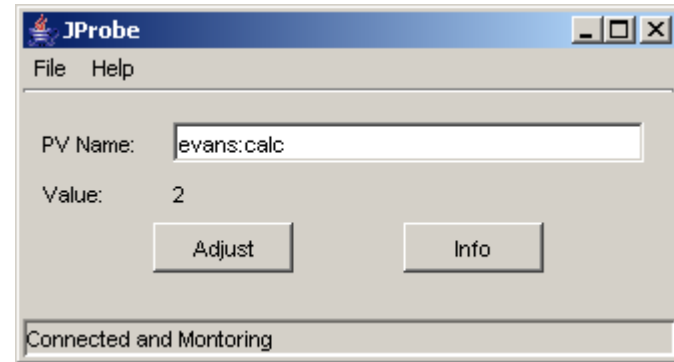 JProbe
File Help
PV Name: evans:calc
Value: 2
Adjust Info
Connected and Montoring